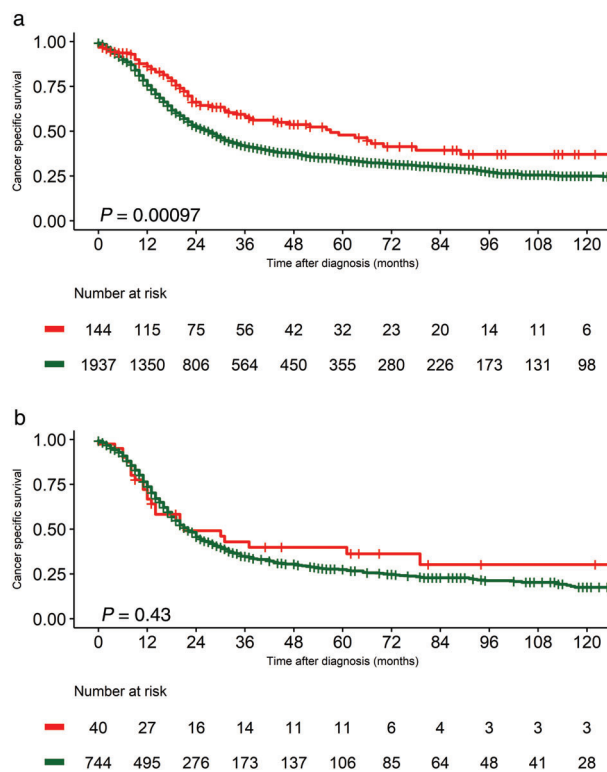 a
Cancer specific survival
1.00
0.75
0.50
0.25
0.00
P = 0.00097
0 12 24 36 48 60 72 84 96 108 120
Time after diagnosis (months)
Number at risk
144 115 75 56 42 32 23 20 14 11 6
1937 1350 806 564 450 355 280 226 173 131 98
b
Cancer specific survival
1.00
0.75
0.50
0.25
0.00
P = 0.43
0 12 24 36 48 60 72 84 96 108 120
Time after diagnosis (months)
Number at risk
40 27 16 14 11 11 6 4 3 3 3
744 495 276 173 137 106 85 64 48 41 28